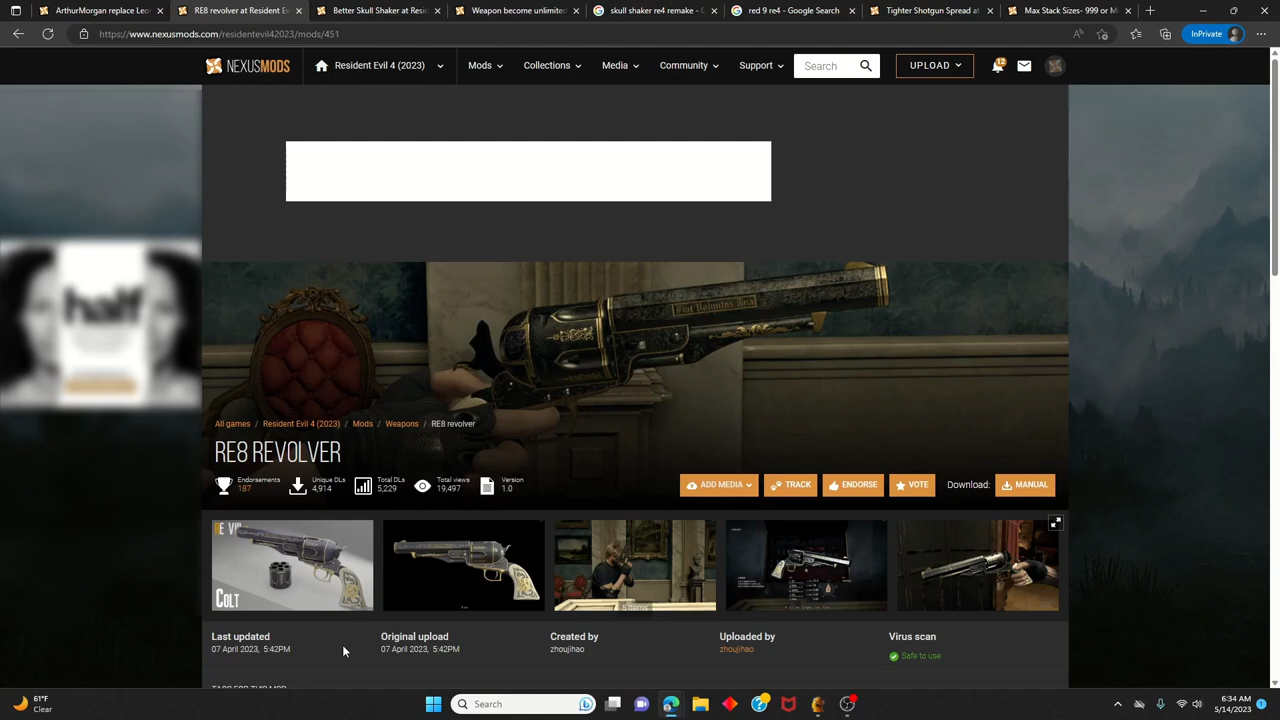 ArthurMorgan replace Leo
RE8 revolver at Resident E
Better Skull Shaker at Resi
Weapon become unlimited
skull shaker re4 remake - G
red 9 re4 - Google Search
Tighter Shotgun Spread at
Max Stack Sizes- 999 or M
https://www.nexusmods.com/residentevil42023/mods/451
InPrivate
NEXUSMODS
Resident Evil 4 (2023)
Mods
Collections
Media
Community
Support
Search
UPLOAD
12
half
All games / Resident Evil 4 (2023) / Mods / Weapons / RE8 revolver
RE8 REVOLVER
Endorsements
187
Unique DLs
4,914
Total DLs
5,229
Total views
19,497
Version
1.0
ADD MEDIA
TRACK
ENDORSE
VOTE
Download:
MANUAL
COLT
Last updated
07 April 2023, 5:42PM
Original upload
07 April 2023, 5:42PM
Created by
zhoujihao
Uploaded by
zhoujihao
Virus scan
Safe to use
TAGS FOR THIS MOD
61°F
Clear
Search
6:34 AM
5/14/2023